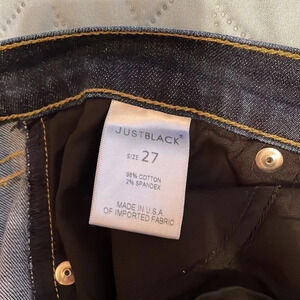 JUSTBLACK
SIZE 27
98% COTTON
2% SPANDEX
MADE IN U.S.A.
OF IMPORTED FABRIC